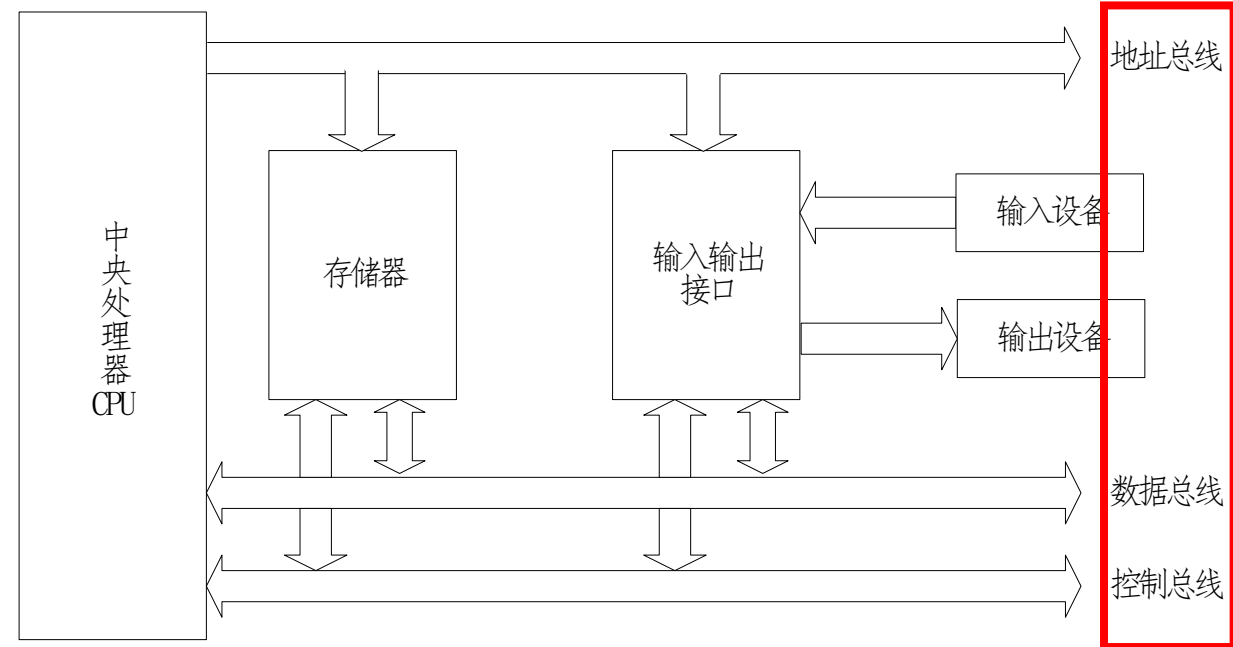 地址总线
输入设备
中央处理器
CPU
存储器
输入输出
接口
输出设备
数据总线
控制总线